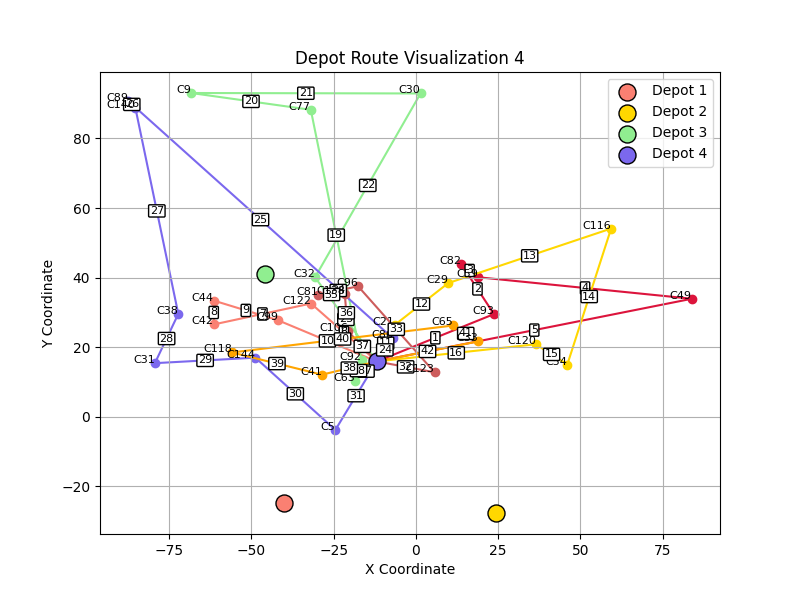 Depot Route Visualization 4
Depot 1
Depot 2
Depot 3
Depot 4
Y Coordinate
X Coordinate
80
60
40
20
0
−20
−75
−50
−25
0
25
50
75
C89
26
C9
21
C30
20
C77
22
27
25
19
C116
13
C82
3
C32
C96
C29
2
4
14
C49
C81
33
C44
C122
36
12
C38
8
9
7
C42
C93
C21
33
C65
1
5
28
10
40
41
C120
C118
C144
37
24
42
16
15
C54
C31
29
39
C92
38
32
C123
C41
C63
30
31
C5